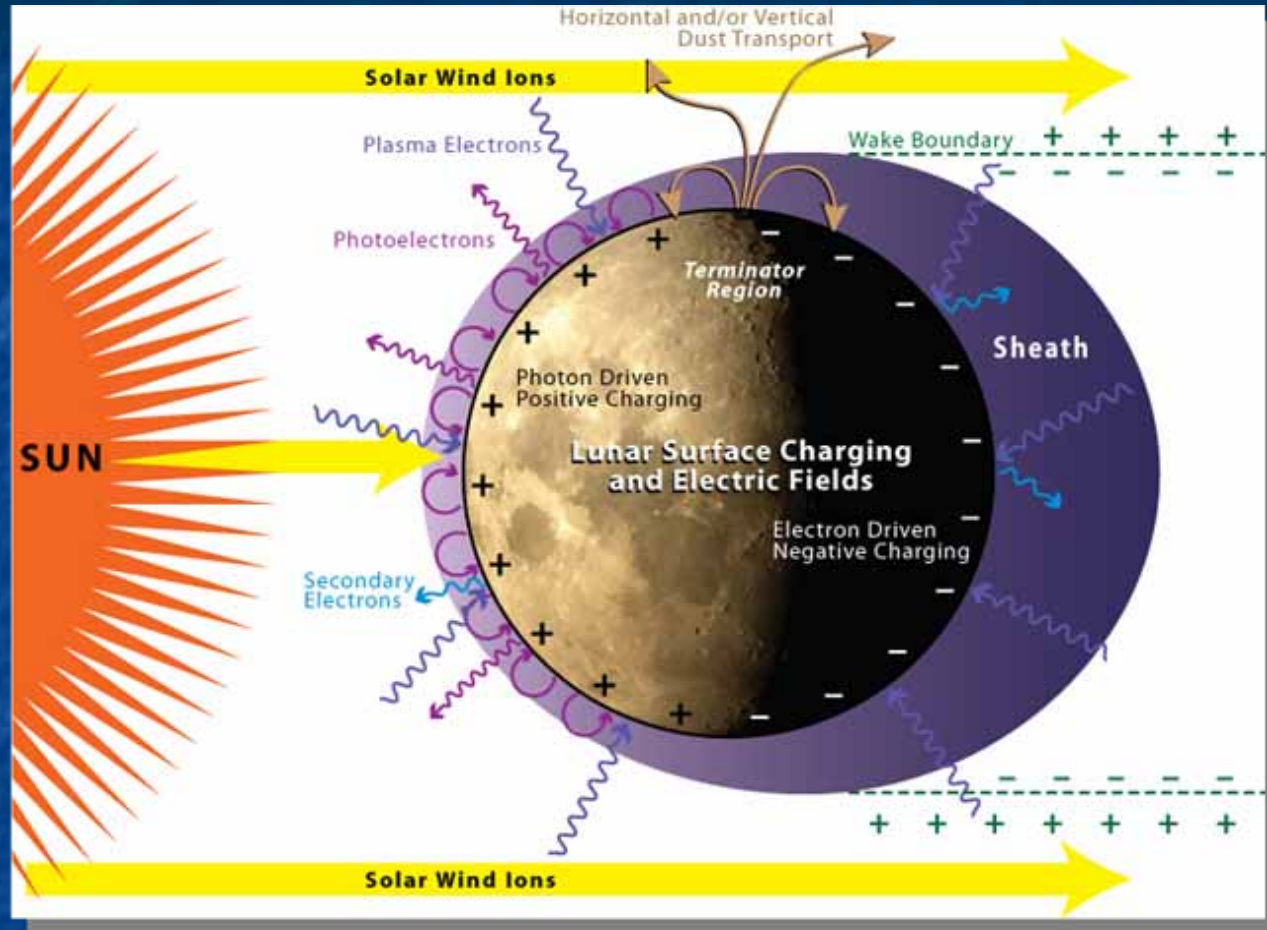 Horizontal and/or Vertical
Dust Transport
Solar Wind Ions
Plasma Electrons
Wake Boundary + + + +
− − − −
Photoelectrons
Terminator
Region
Sheath
Photon Driven
Positive Charging
SUN
Lunar Surface Charging
and Electric Fields
Electron Driven
Negative Charging
Secondary
Electrons
− − − − −
+ + + + + + +
Solar Wind Ions